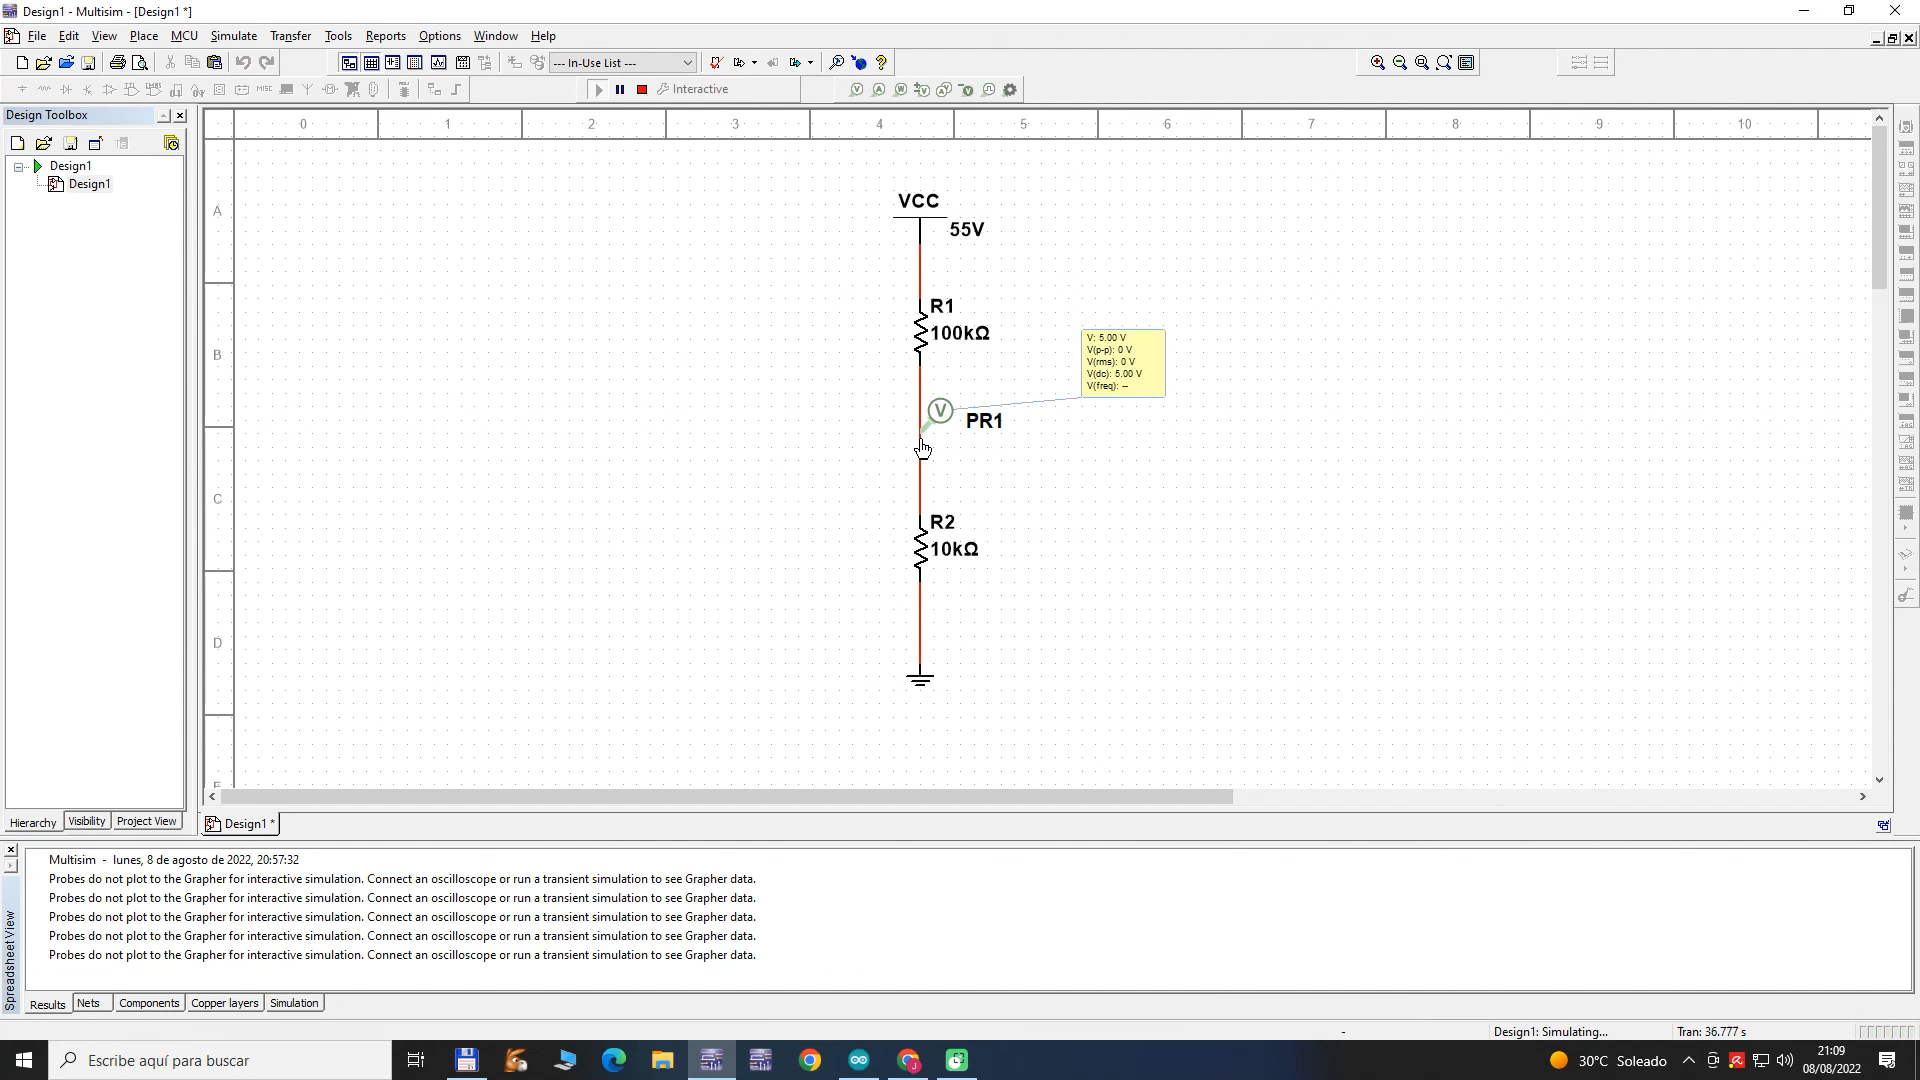 Design1 - Multisim - [Design1 *]
File Edit View Place MCU Simulate Transfer Tools Reports Options Window Help
--- In-Use List ---
Interactive
Design Toolbox
Design1
Design1
0 1 2 3 4 5 6 7 8 9 10
A
B
C
D
VCC
55V
R1
100kΩ
V: 5.00 V
V(p-p): 0 V
V(rms): 0 V
V(dc): 5.00 V
V(freq): --
V
PR1
R2
10kΩ
Hierarchy Visibility Project View
Design1 *
Spreadsheet View
Multisim - lunes, 8 de agosto de 2022, 20:57:32
Probes do not plot to the Grapher for interactive simulation. Connect an oscilloscope or run a transient simulation to see Grapher data.
Probes do not plot to the Grapher for interactive simulation. Connect an oscilloscope or run a transient simulation to see Grapher data.
Probes do not plot to the Grapher for interactive simulation. Connect an oscilloscope or run a transient simulation to see Grapher data.
Probes do not plot to the Grapher for interactive simulation. Connect an oscilloscope or run a transient simulation to see Grapher data.
Probes do not plot to the Grapher for interactive simulation. Connect an oscilloscope or run a transient simulation to see Grapher data.
Results Nets Components Copper layers Simulation
- Design1: Simulating... Tran: 36.777 s
Escribe aquí para buscar
30°C Soleado
21:09
08/08/2022